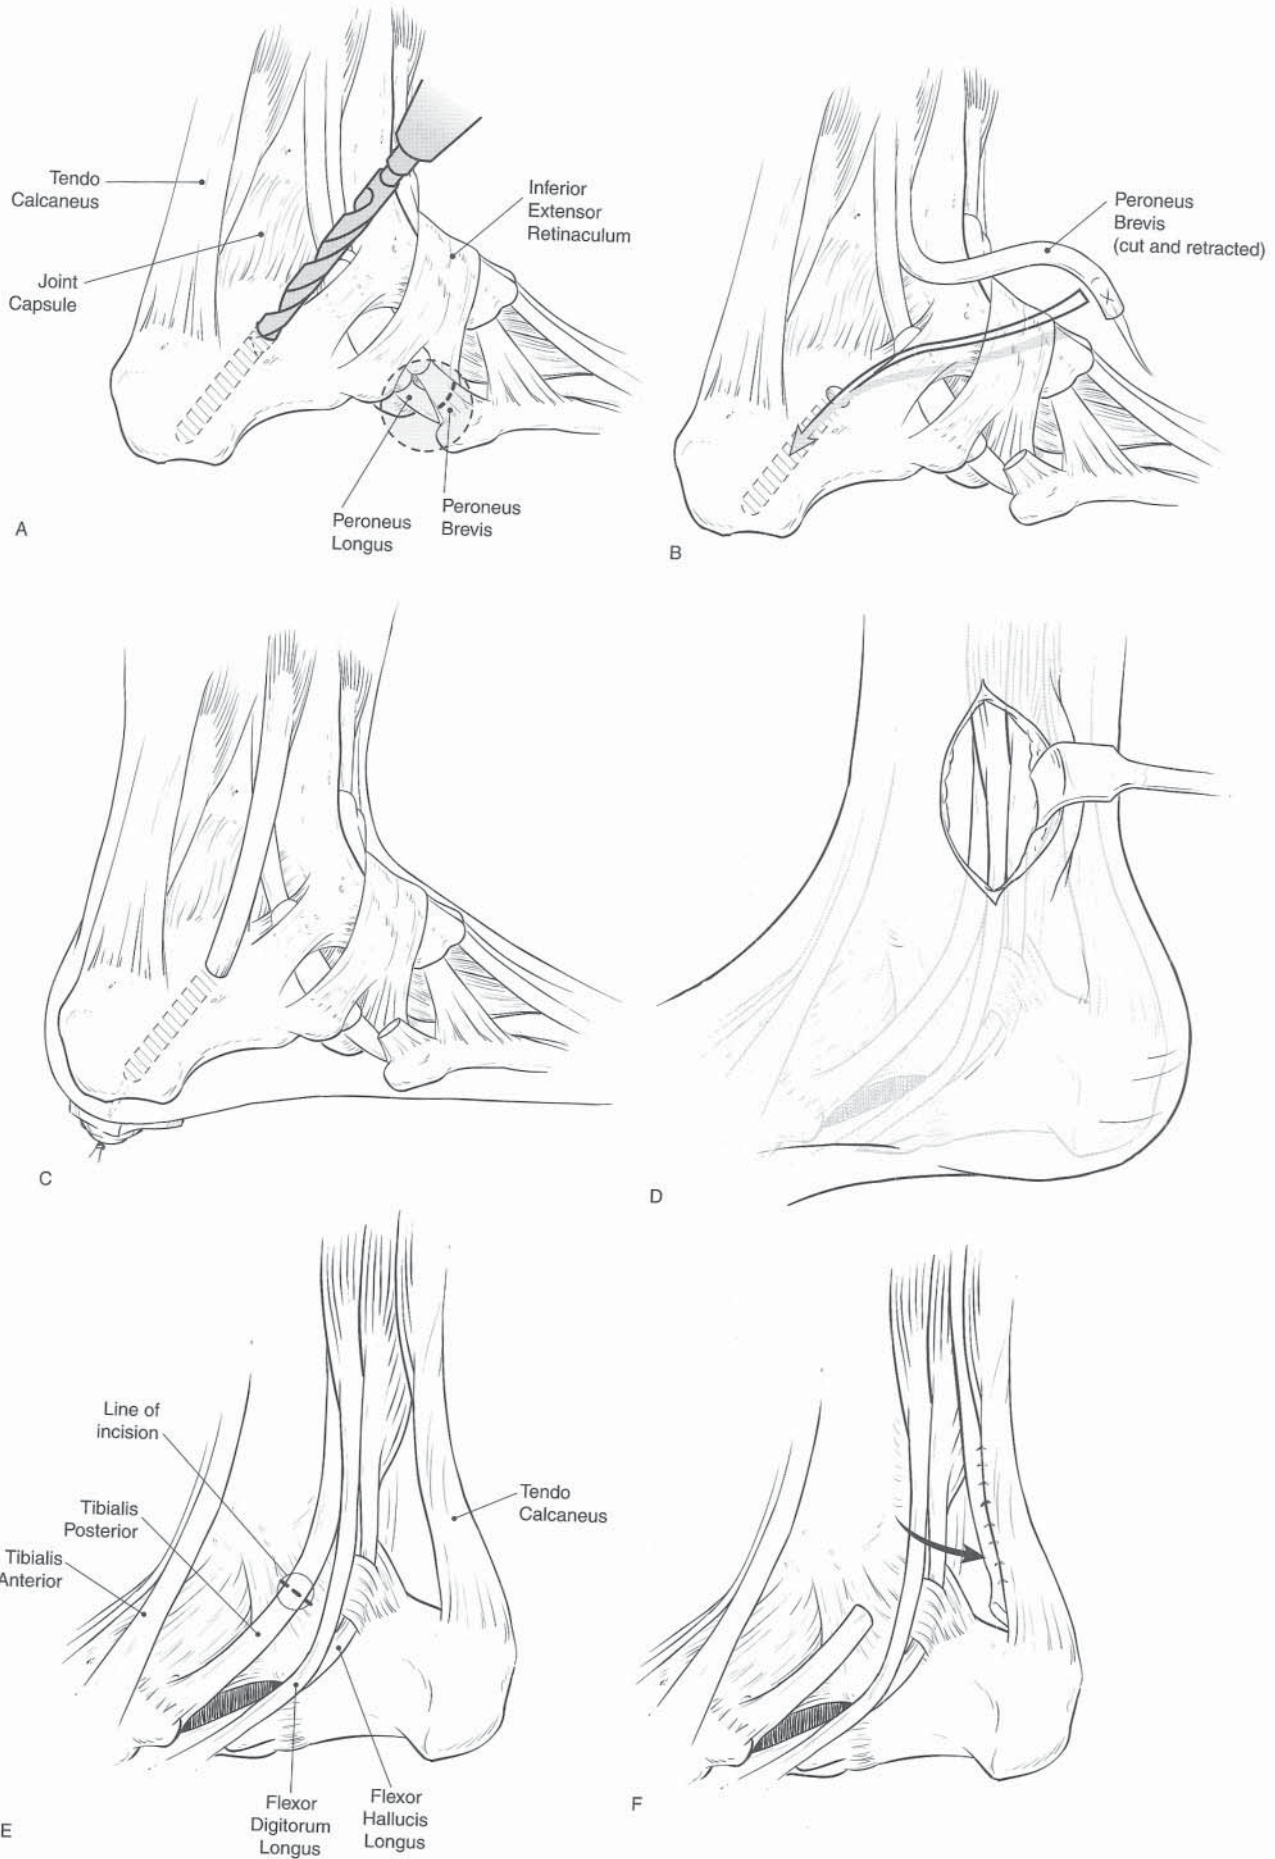 Tendo
Calcaneus
Joint
Capsule
Inferior
Extensor
Retinaculum
Peroneus
Longus
Peroneus
Brevis
A
Peroneus
Brevis
(cut and retracted)
B
C
D
Line of
incision
Tibialis
Posterior
Tibialis
Anterior
Tendo
Calcaneus
Flexor
Digitorum
Longus
Flexor
Hallucis
Longus
E
F